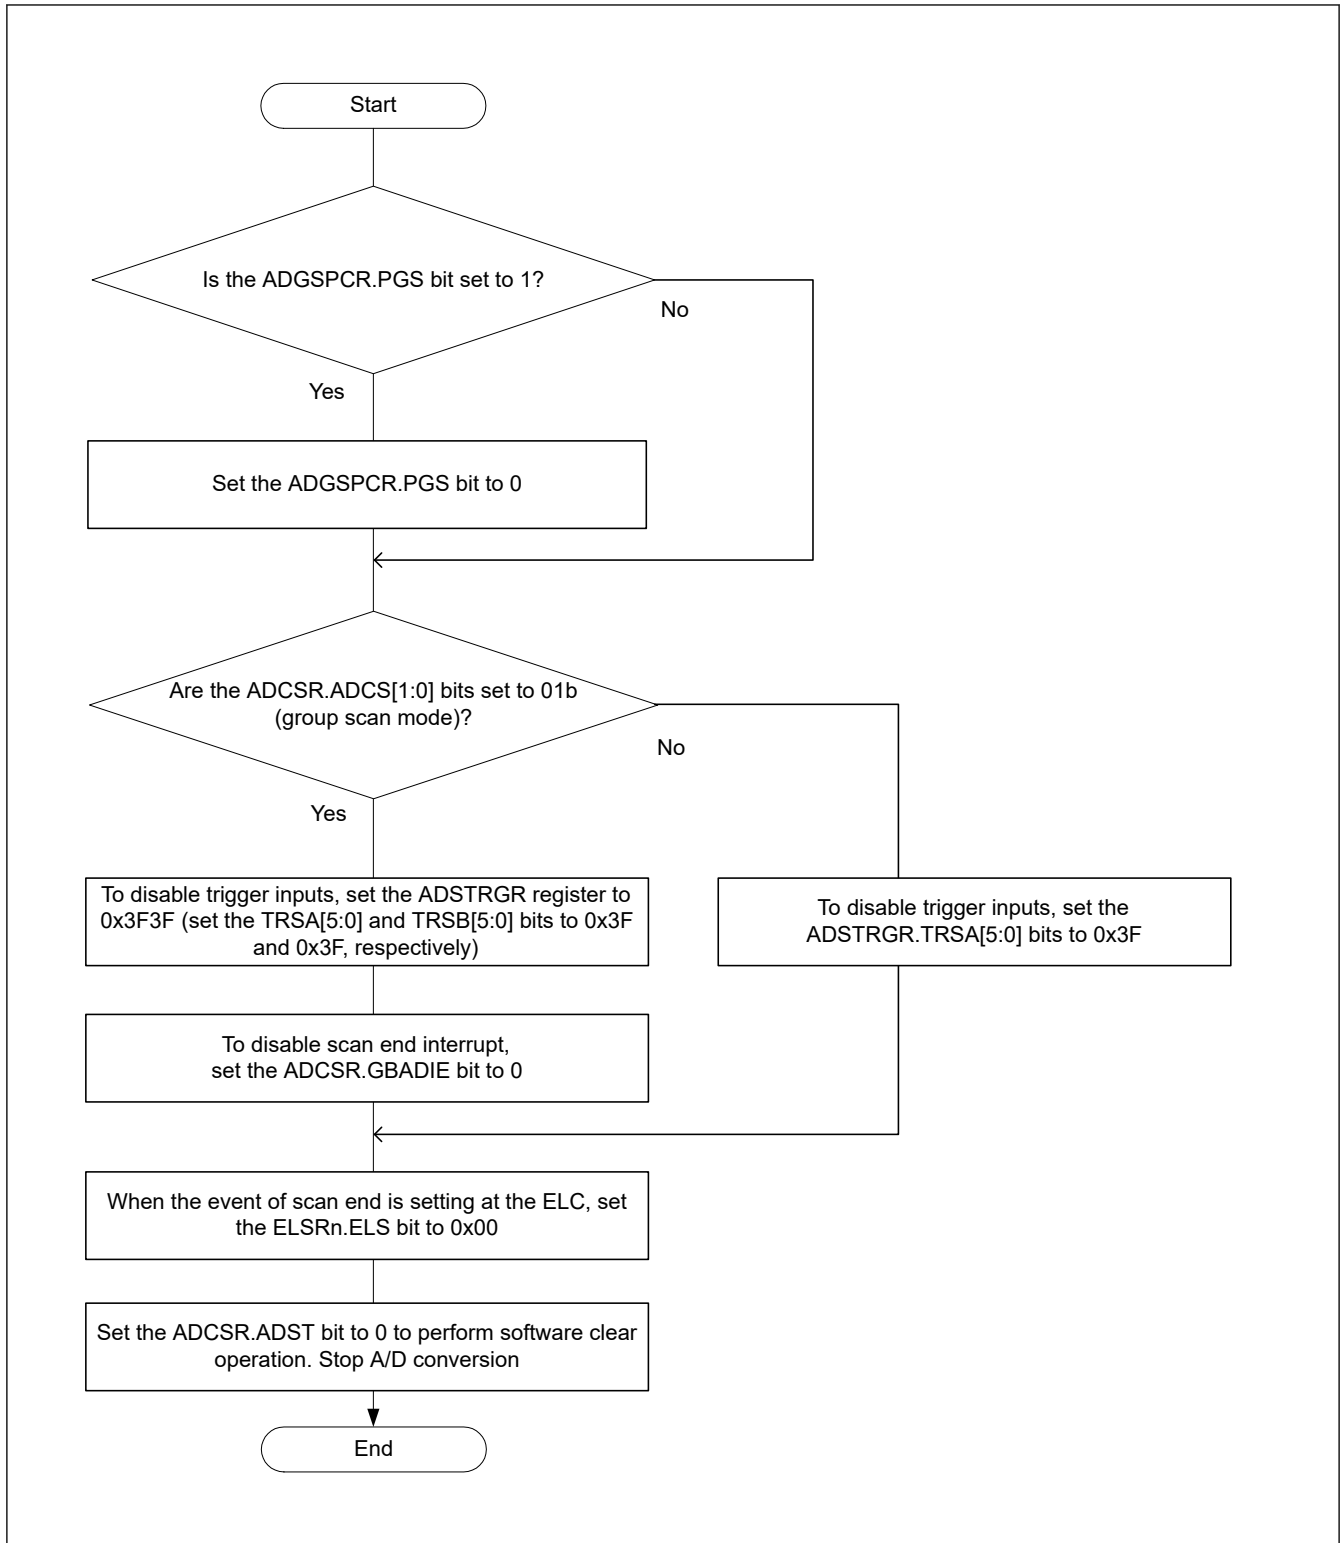 Start
Is the ADGSPCR.PGS bit set to 1?
No
Yes
Set the ADGSPCR.PGS bit to 0
Are the ADCSR.ADCS[1:0] bits set to 01b
(group scan mode)?
No
Yes
To disable trigger inputs, set the ADSTRGR register to
0x3F3F (set the TRSA[5:0] and TRSB[5:0] bits to 0x3F
and 0x3F, respectively)
To disable trigger inputs, set the
ADSTRGR.TRSA[5:0] bits to 0x3F
To disable scan end interrupt,
set the ADCSR.GBADIE bit to 0
When the event of scan end is setting at the ELC, set
the ELSRn.ELS bit to 0x00
Set the ADCSR.ADST bit to 0 to perform software clear
operation. Stop A/D conversion
End